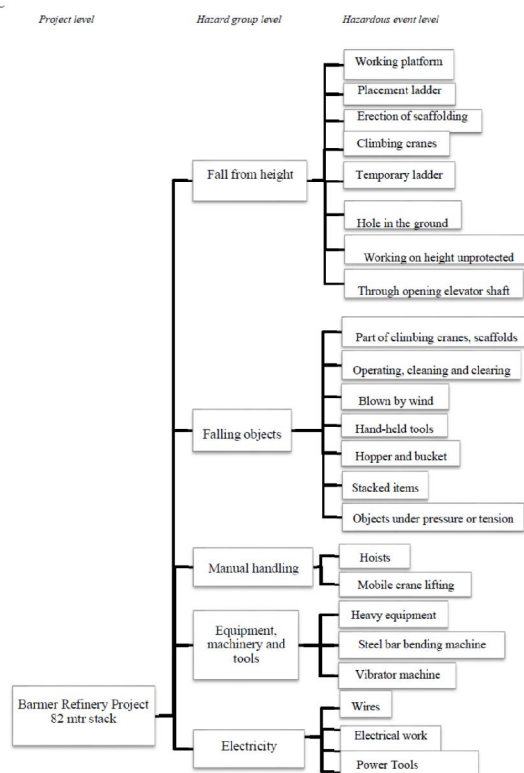 Project level Hazard group level Hazardous event level
Working platform
Placement ladder
Erection of scaffolding
Climbing cranes
Fall from height
Temporary ladder
Hole in the ground
Working on height unprotected
Through opening elevator shaft
Part of climbing cranes, scaffolds
Operating, cleaning and clearing
Blown by wind
Falling objects
Hand-held tools
Hopper and bucket
Stacked items
Objects under pressure or tension
Manual handling
Hoists
Mobile crane lifting
Equipment,
machinery and
tools
Heavy equipment
Steel bar bending machine
Vibrator machine
Barmer Refinery Project
82 mtr stack
Electricity
Wires
Electrical work
Power Tools